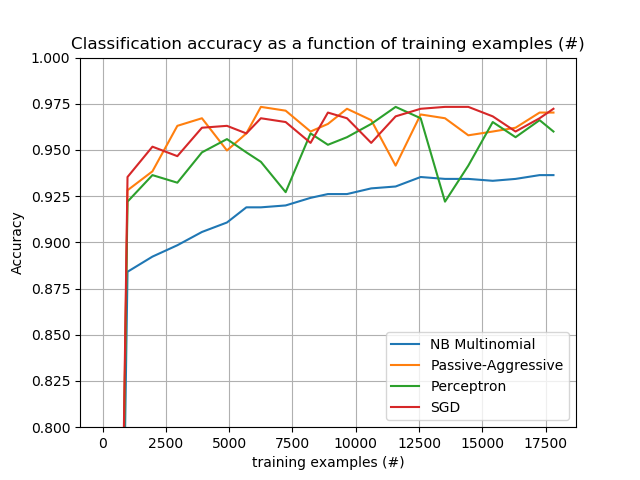 Classification accuracy as a function of training examples (#)
1.000
0.975
0.950
0.925
0.900
0.875
0.850
0.825
0.800
Accuracy
NB Multinomial
Passive-Aggressive
Perceptron
SGD
0 2500 5000 7500 10000 12500 15000 17500
training examples (#)